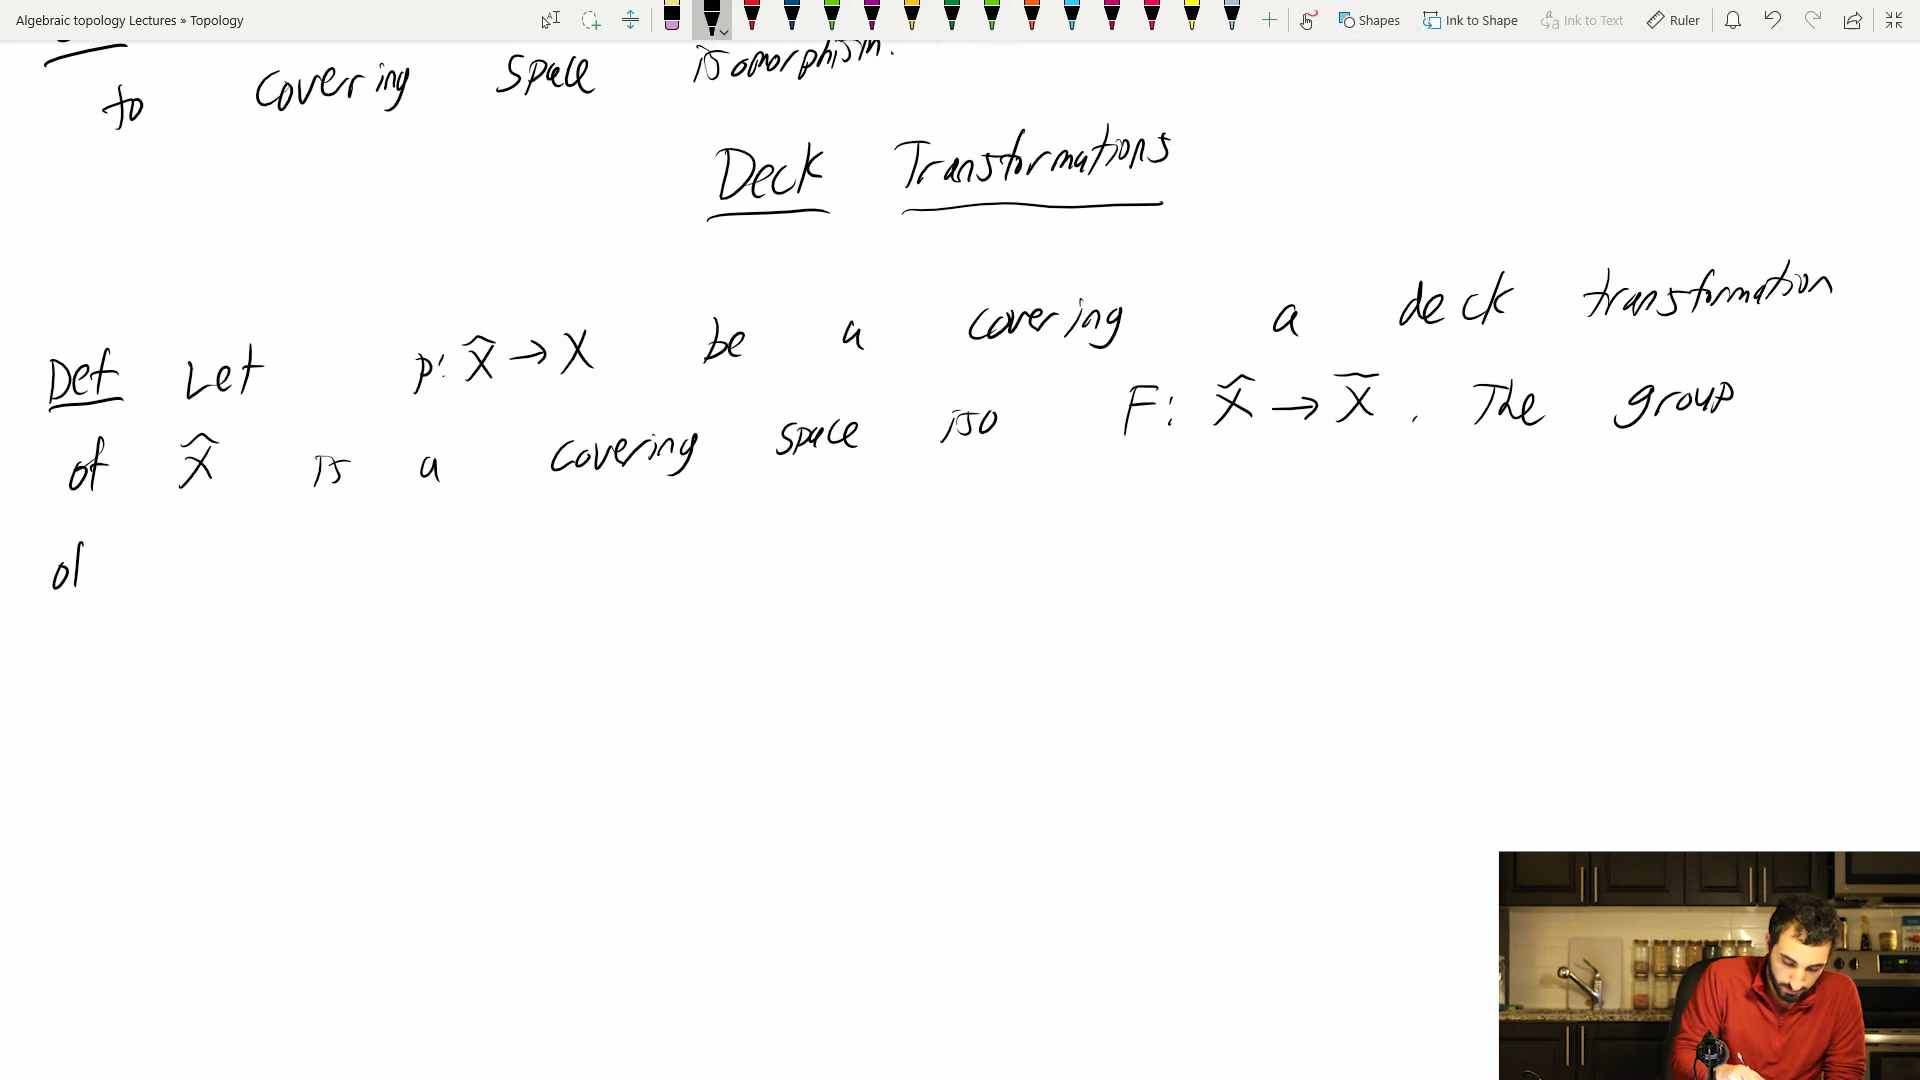 Algebraic topology Lectures » Topology
Shapes
Ink to Shape
Ink to Text
Ruler
to covering space isomorphism.
Deck Transformations
Def Let p: X̂ → X be a covering a deck transformation
of X̂ is a covering space iso F: X̂ → X̃. The group
of